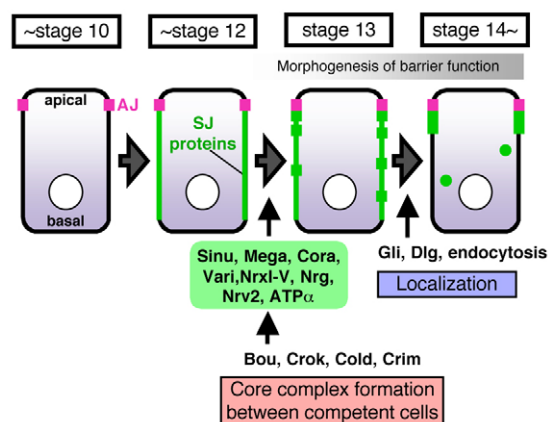 ~stage 10
~stage 12
stage 13
stage 14~
Morphogenesis of barrier function
apical
AJ
SJ
proteins
basal
Sinu, Mega, Cora,
Vari,NrxI-V, Nrg,
Nrv2, ATPα
Gli, Dlg, endocytosis
Localization
Bou, Crok, Cold, Crim
Core complex formation
between competent cells